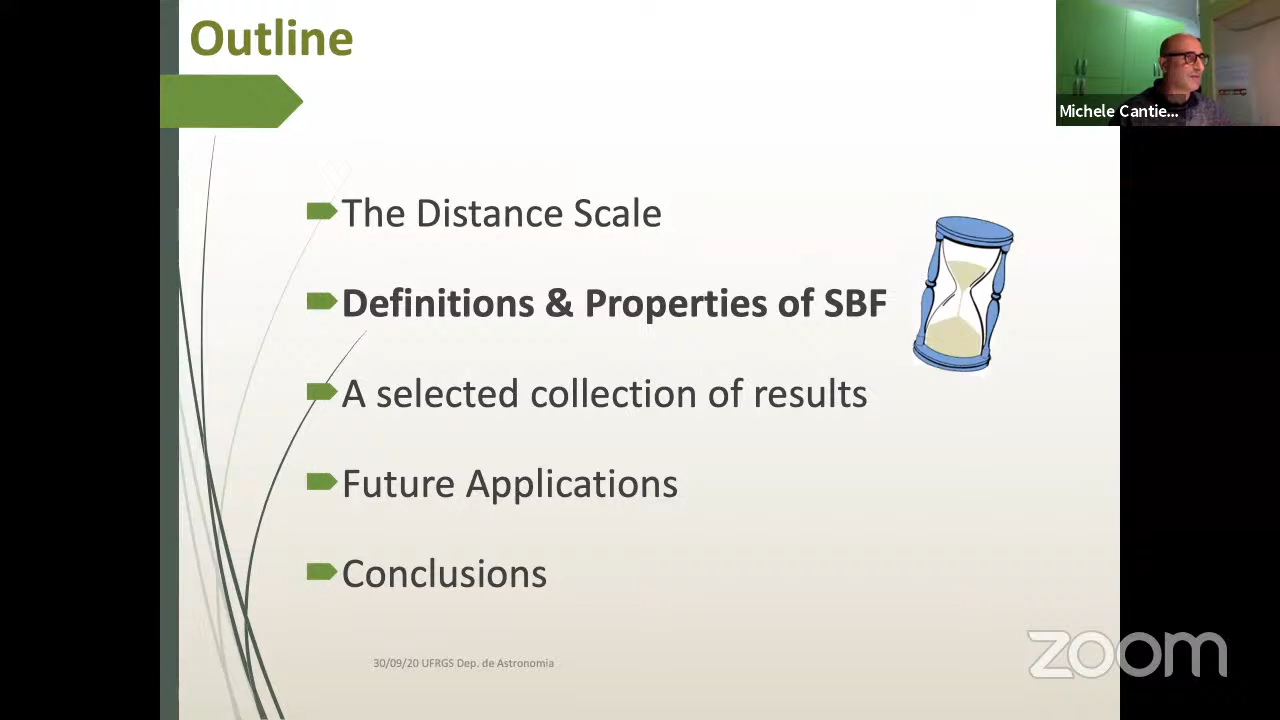 Outline
Michele Cantie...
The Distance Scale
Definitions & Properties of SBF
A selected collection of results
Future Applications
Conclusions
30/09/20 UFRGS Dep. de Astronomia
zoom